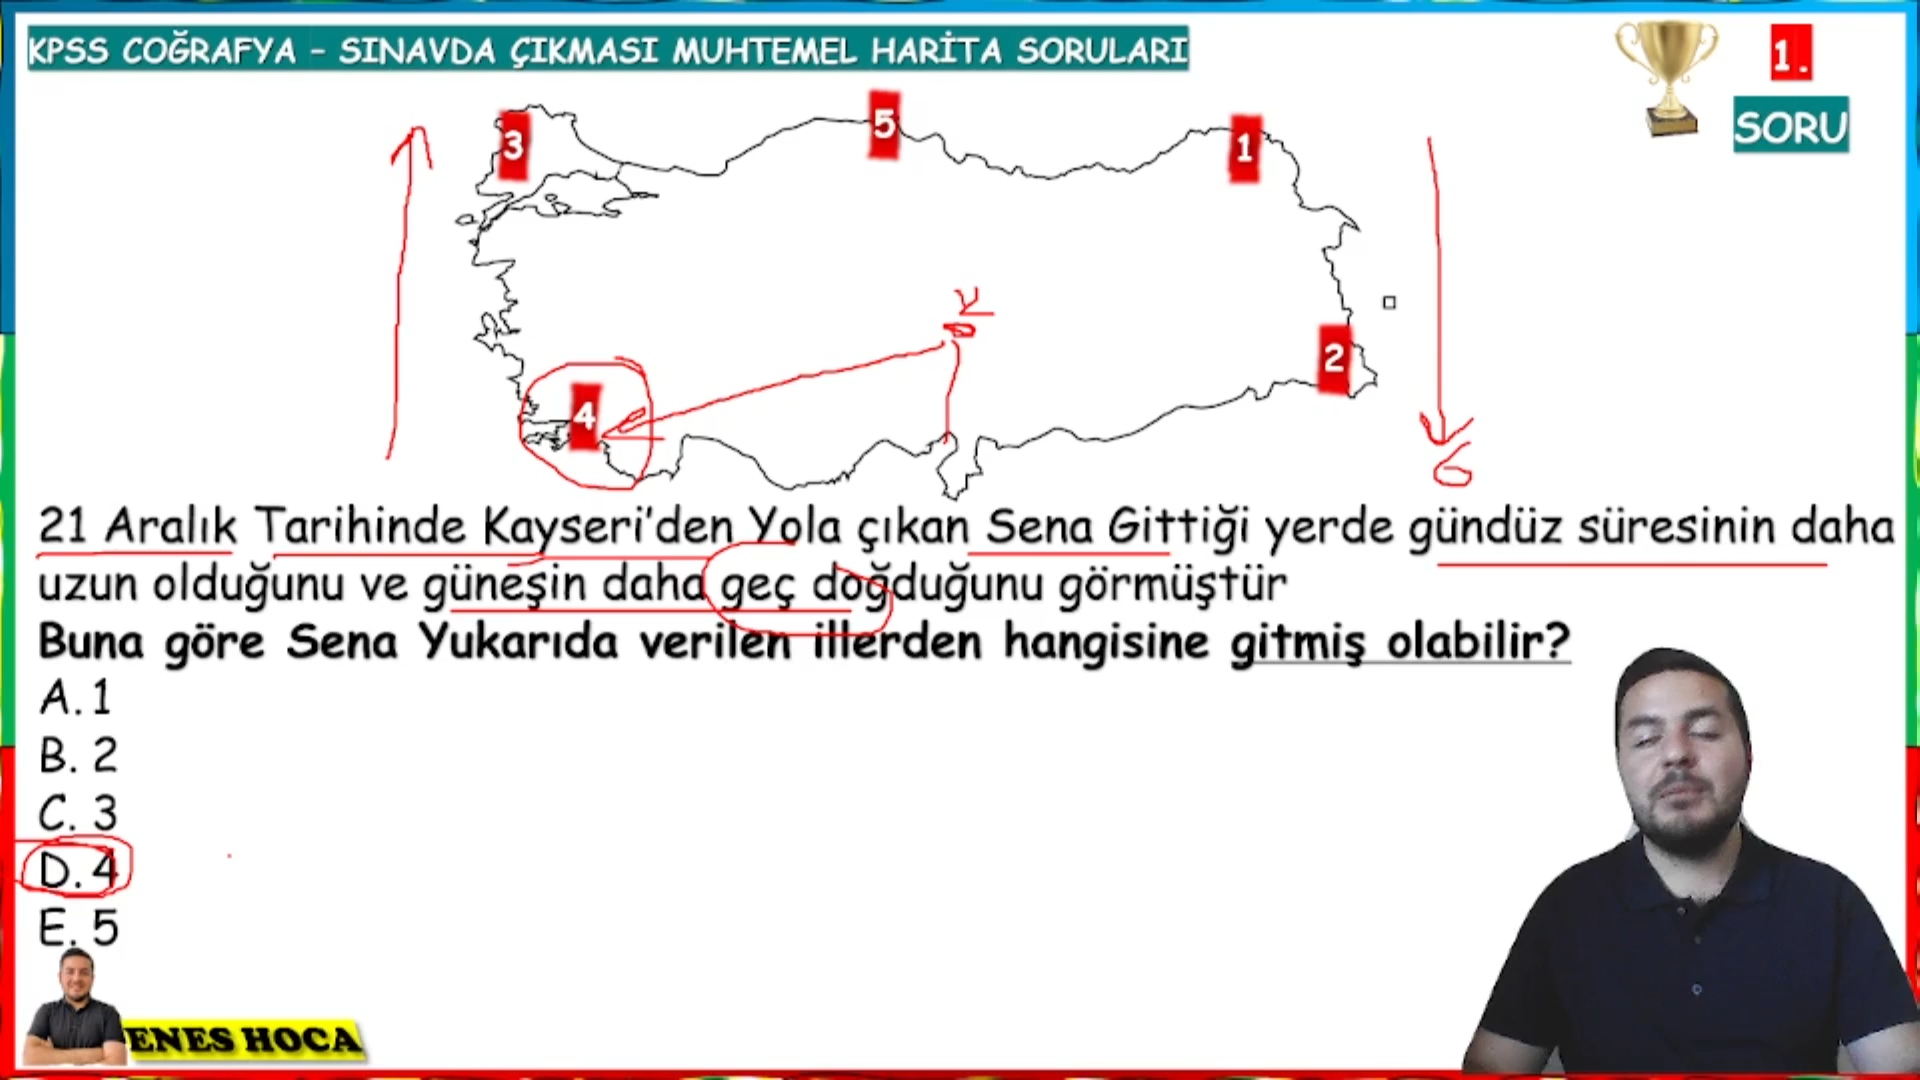 KPSS COĞRAFYA – SINAVDA ÇIKMASI MUHTEMEL HARİTA SORULARI
1.
SORU
3
5
1
K
2
4
G
21 Aralık Tarihinde Kayseri’den Yola çıkan Sena Gittiği yerde gündüz süresinin daha
uzun olduğunu ve güneşin daha geç doğduğunu görmüştür
Buna göre Sena Yukarıda verilen illerden hangisine gitmiş olabilir?
A. 1
B. 2
C. 3
D. 4
E. 5
ENES HOCA